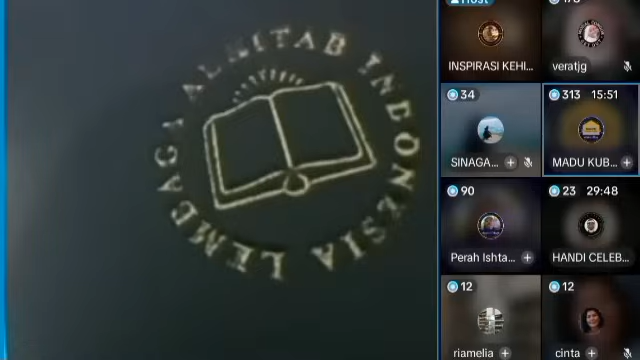 LEMBAGA ALKITAB INDONESIA
Host
INSPIRASI KEHI...
veratjg
34
SINAGA...
313 15:51
MADU KUB...
90
Perah Ishta...
23 29:48
HANDI CELEB...
12
riamelia
12
cinta